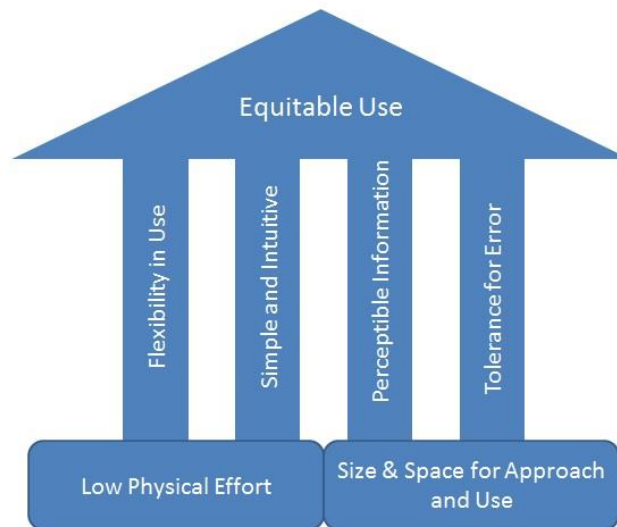 Equitable Use
Flexibility in Use
Simple and Intuitive
Perceptible Information
Tolerance for Error
Low Physical Effort
Size & Space for Approach
and Use